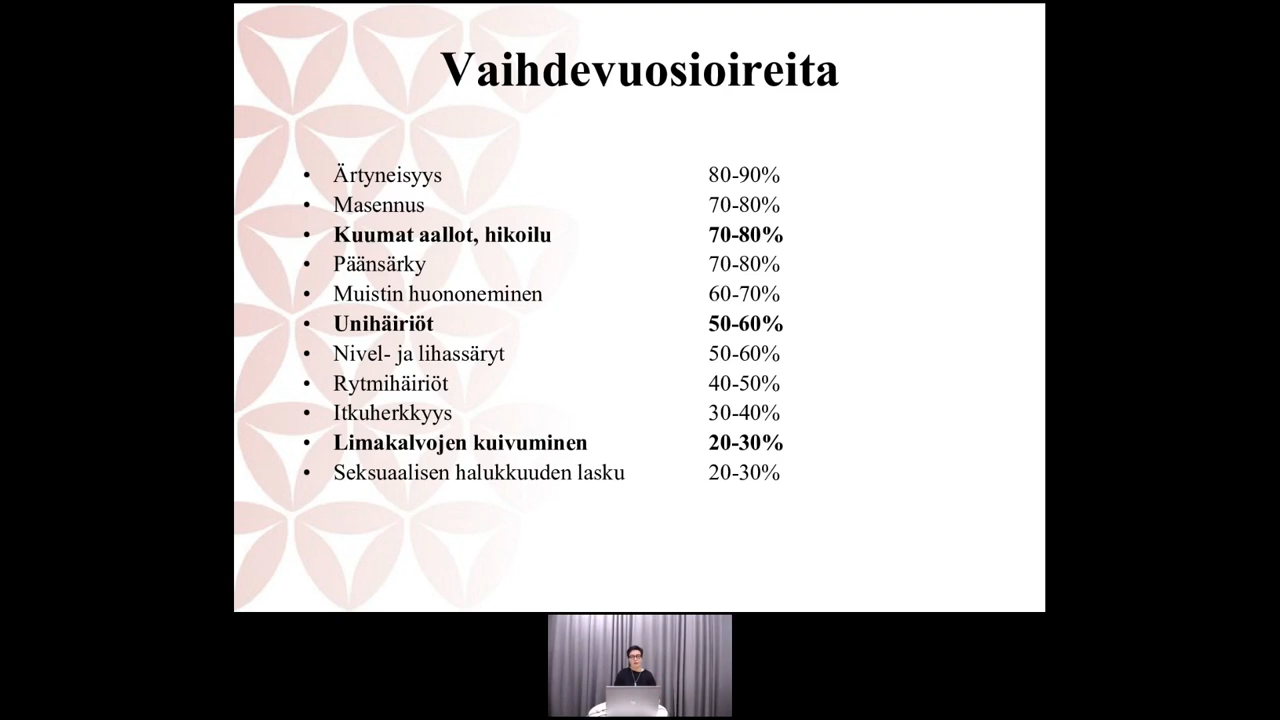 Vaihdevuosioireita
• Ärtyneisyys 80-90%
• Masennus 70-80%
• Kuumat aallot, hikoilu 70-80%
• Päänsärky 70-80%
• Muistin huononeminen 60-70%
• Unihäiriöt 50-60%
• Nivel- ja lihassäryt 50-60%
• Rytmihäiriöt 40-50%
• Itkuherkkyys 30-40%
• Limakalvojen kuivuminen 20-30%
• Seksuaalisen halukkuuden lasku 20-30%